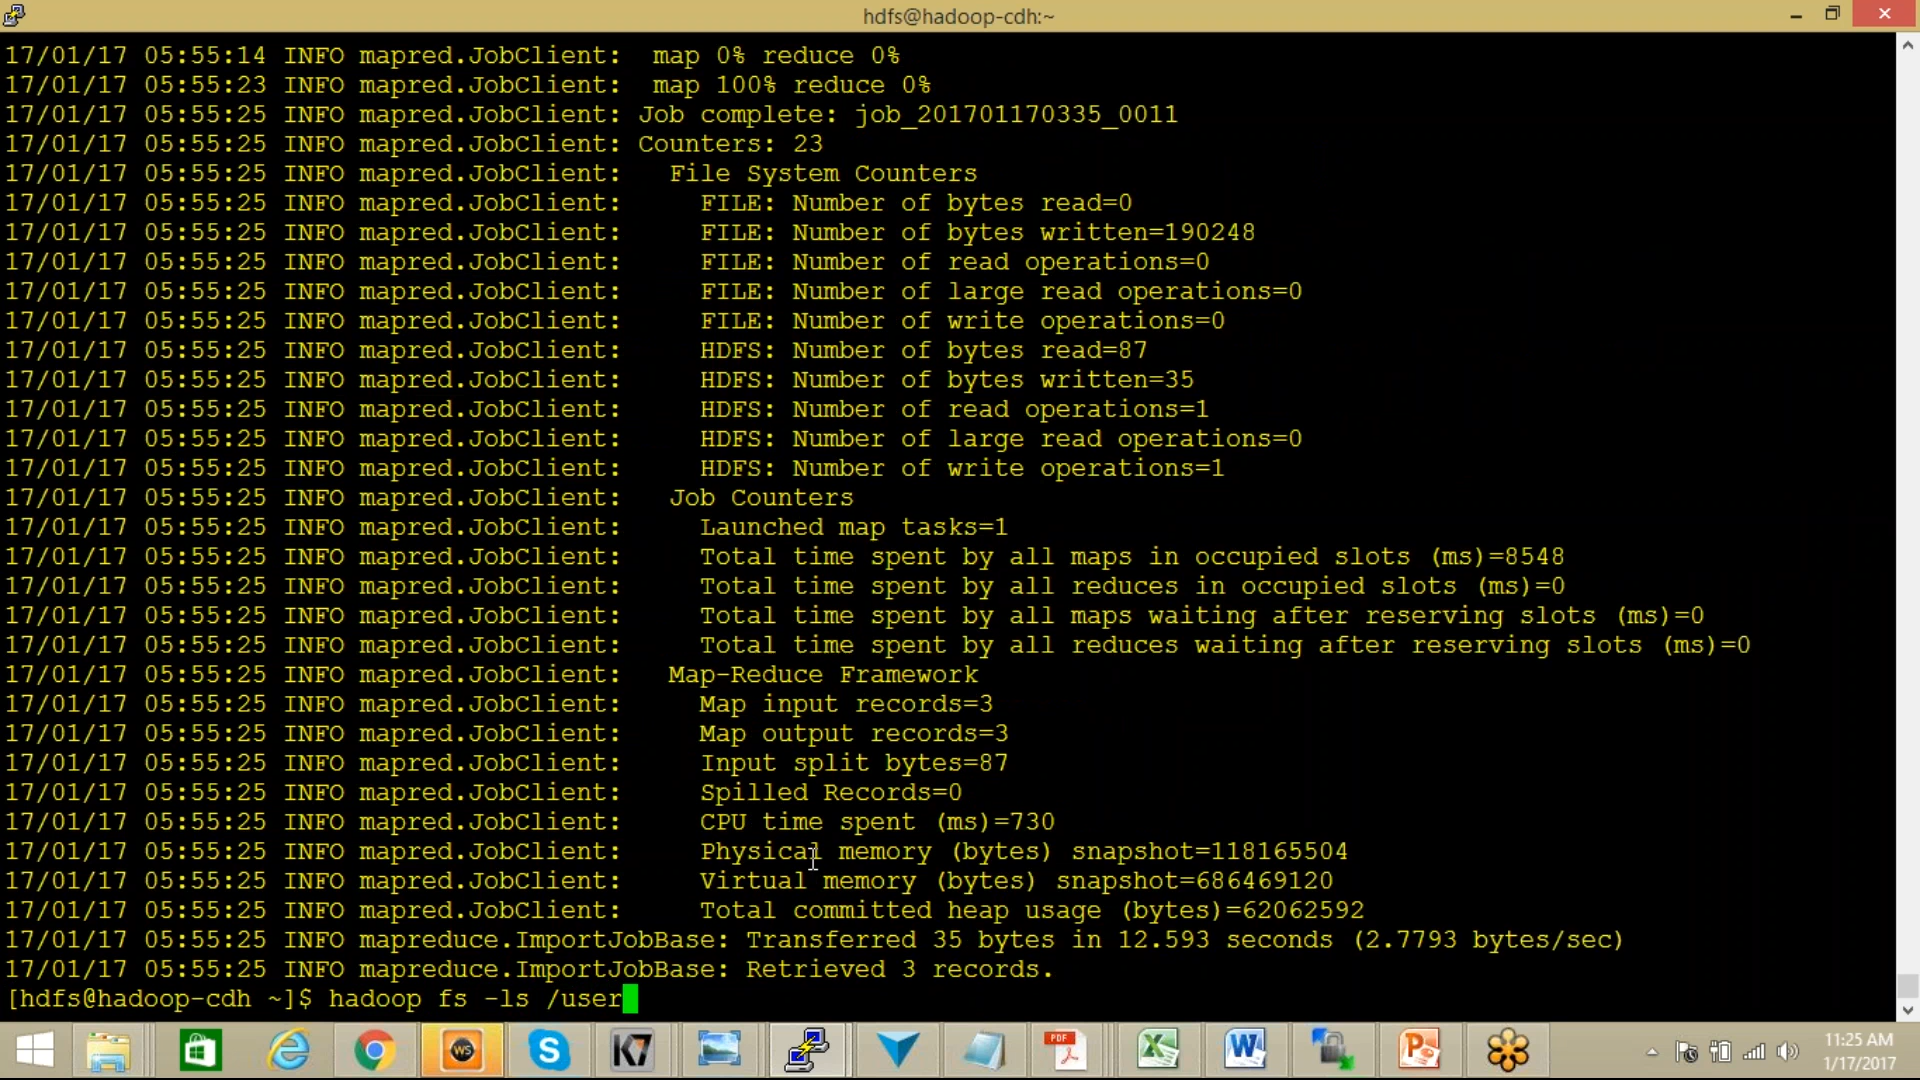 hdfs@hadoop-cdh:~
17/01/17 05:55:14 INFO mapred.JobClient:  map 0% reduce 0%
17/01/17 05:55:23 INFO mapred.JobClient:  map 100% reduce 0%
17/01/17 05:55:25 INFO mapred.JobClient: Job complete: job_201701170335_0011
17/01/17 05:55:25 INFO mapred.JobClient: Counters: 23
17/01/17 05:55:25 INFO mapred.JobClient:   File System Counters
17/01/17 05:55:25 INFO mapred.JobClient:     FILE: Number of bytes read=0
17/01/17 05:55:25 INFO mapred.JobClient:     FILE: Number of bytes written=190248
17/01/17 05:55:25 INFO mapred.JobClient:     FILE: Number of read operations=0
17/01/17 05:55:25 INFO mapred.JobClient:     FILE: Number of large read operations=0
17/01/17 05:55:25 INFO mapred.JobClient:     FILE: Number of write operations=0
17/01/17 05:55:25 INFO mapred.JobClient:     HDFS: Number of bytes read=87
17/01/17 05:55:25 INFO mapred.JobClient:     HDFS: Number of bytes written=35
17/01/17 05:55:25 INFO mapred.JobClient:     HDFS: Number of read operations=1
17/01/17 05:55:25 INFO mapred.JobClient:     HDFS: Number of large read operations=0
17/01/17 05:55:25 INFO mapred.JobClient:     HDFS: Number of write operations=1
17/01/17 05:55:25 INFO mapred.JobClient:   Job Counters
17/01/17 05:55:25 INFO mapred.JobClient:     Launched map tasks=1
17/01/17 05:55:25 INFO mapred.JobClient:     Total time spent by all maps in occupied slots (ms)=8548
17/01/17 05:55:25 INFO mapred.JobClient:     Total time spent by all reduces in occupied slots (ms)=0
17/01/17 05:55:25 INFO mapred.JobClient:     Total time spent by all maps waiting after reserving slots (ms)=0
17/01/17 05:55:25 INFO mapred.JobClient:     Total time spent by all reduces waiting after reserving slots (ms)=0
17/01/17 05:55:25 INFO mapred.JobClient:   Map-Reduce Framework
17/01/17 05:55:25 INFO mapred.JobClient:     Map input records=3
17/01/17 05:55:25 INFO mapred.JobClient:     Map output records=3
17/01/17 05:55:25 INFO mapred.JobClient:     Input split bytes=87
17/01/17 05:55:25 INFO mapred.JobClient:     Spilled Records=0
17/01/17 05:55:25 INFO mapred.JobClient:     CPU time spent (ms)=730
17/01/17 05:55:25 INFO mapred.JobClient:     Physical memory (bytes) snapshot=118165504
17/01/17 05:55:25 INFO mapred.JobClient:     Virtual memory (bytes) snapshot=686469120
17/01/17 05:55:25 INFO mapred.JobClient:     Total committed heap usage (bytes)=62062592
17/01/17 05:55:25 INFO mapreduce.ImportJobBase: Transferred 35 bytes in 12.593 seconds (2.7793 bytes/sec)
17/01/17 05:55:25 INFO mapreduce.ImportJobBase: Retrieved 3 records.
[hdfs@hadoop-cdh ~]$ hadoop fs -ls /user
WS
K7
PDF
11:25 AM
1/17/2017